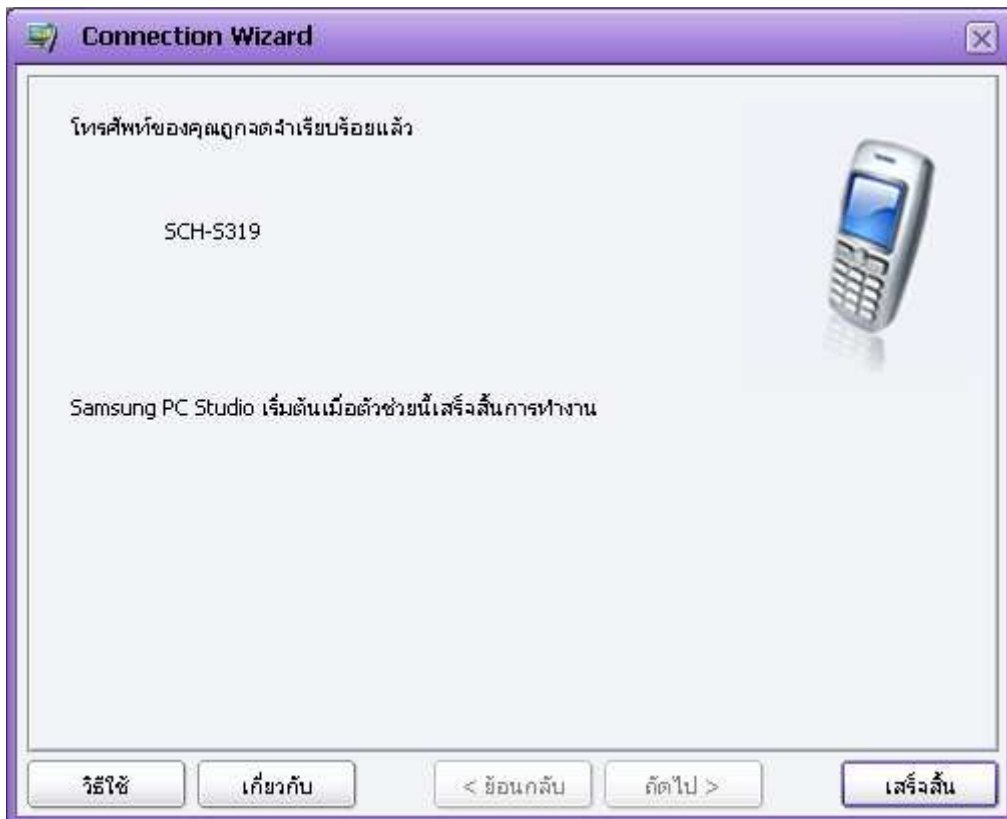 Connection Wizard
โทรศัพท์ของคุณถูกจดจำเรียบร้อยแล้ว
SCH-S319
Samsung PC Studio เริ่มต้นเมื่อตัวช่วยนี้เสร็จสิ้นการทำงาน
วิธีใช้
เกี่ยวกับ
< ย้อนกลับ
ถัดไป >
เสร็จสิ้น